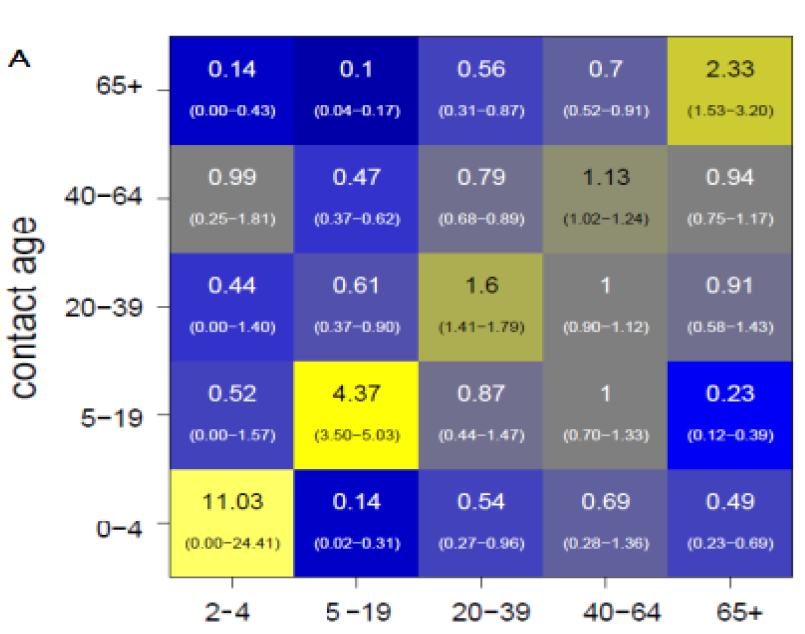 A
65+
0.14 0.1 0.56 0.7 2.33
(0.00−0.43) (0.04−0.17) (0.31−0.87) (0.52−0.91) (1.53−3.20)
40−64
0.99 0.47 0.79 1.13 0.94
(0.25−1.81) (0.37−0.62) (0.68−0.89) (1.02−1.24) (0.75−1.17)
20−39
0.44 0.61 1.6 1 0.91
(0.00−1.40) (0.37−0.90) (1.41−1.79) (0.90−1.12) (0.58−1.43)
5−19
0.52 4.37 0.87 1 0.23
(0.00−1.57) (3.50−5.03) (0.44−1.47) (0.70−1.33) (0.12−0.39)
0−4
11.03 0.14 0.54 0.69 0.49
(0.00−24.41) (0.02−0.31) (0.27−0.96) (0.28−1.36) (0.23−0.69)
contact age
2-4 5−19 20−39 40−64 65+